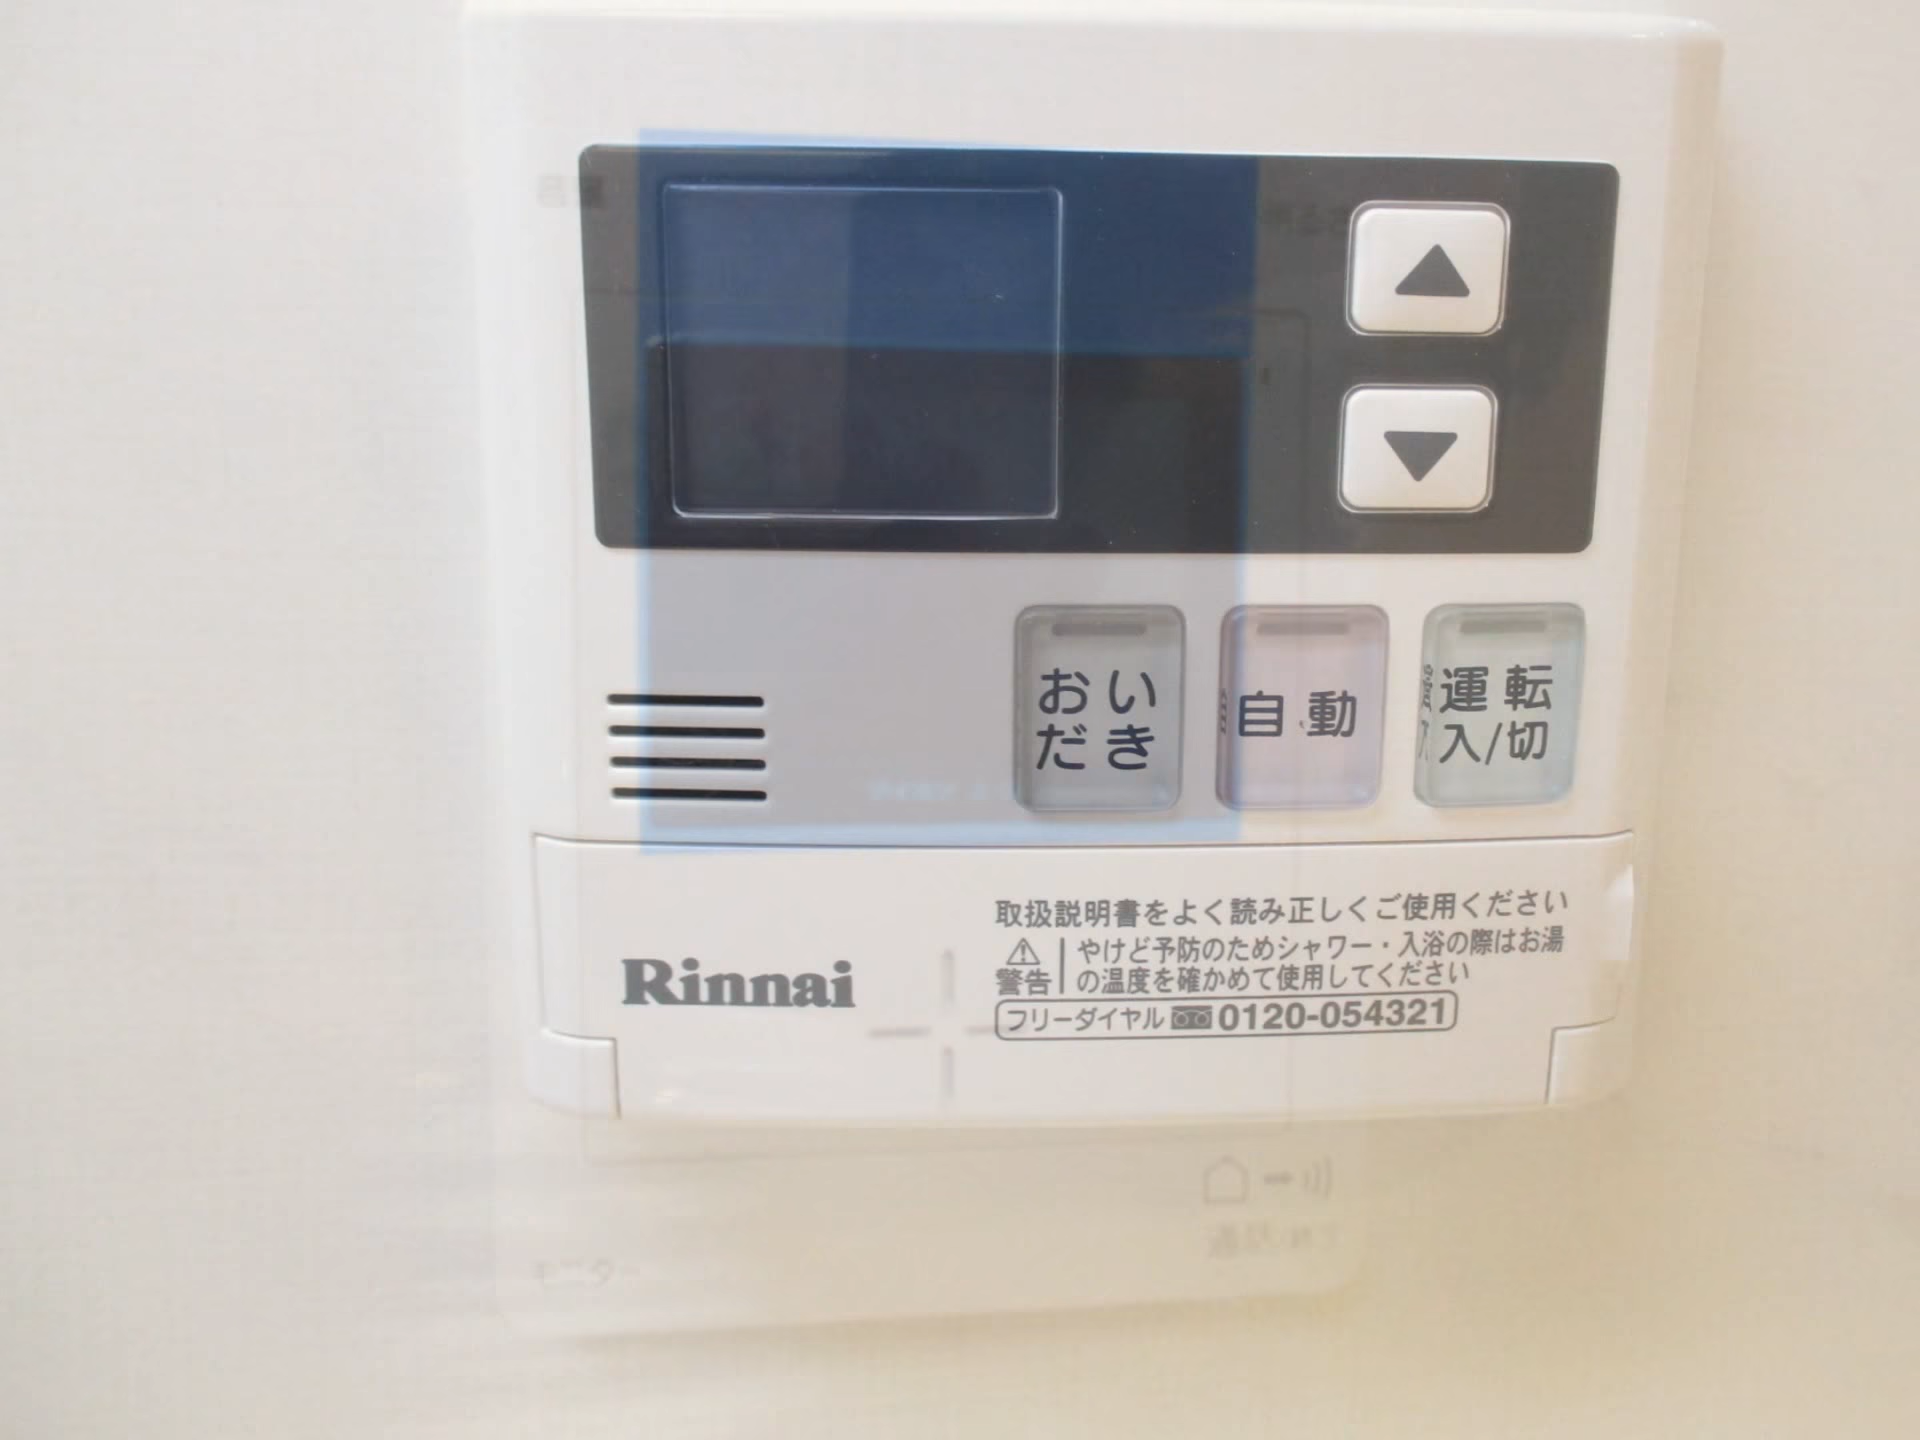 おい
だき
自動
運転
入/切
Rinnai
取扱説明書をよく読み正しくご使用ください
警告
やけど予防のためシャワー・入浴の際はお湯
の温度を確かめて使用してください
フリーダイヤル 0120-054321